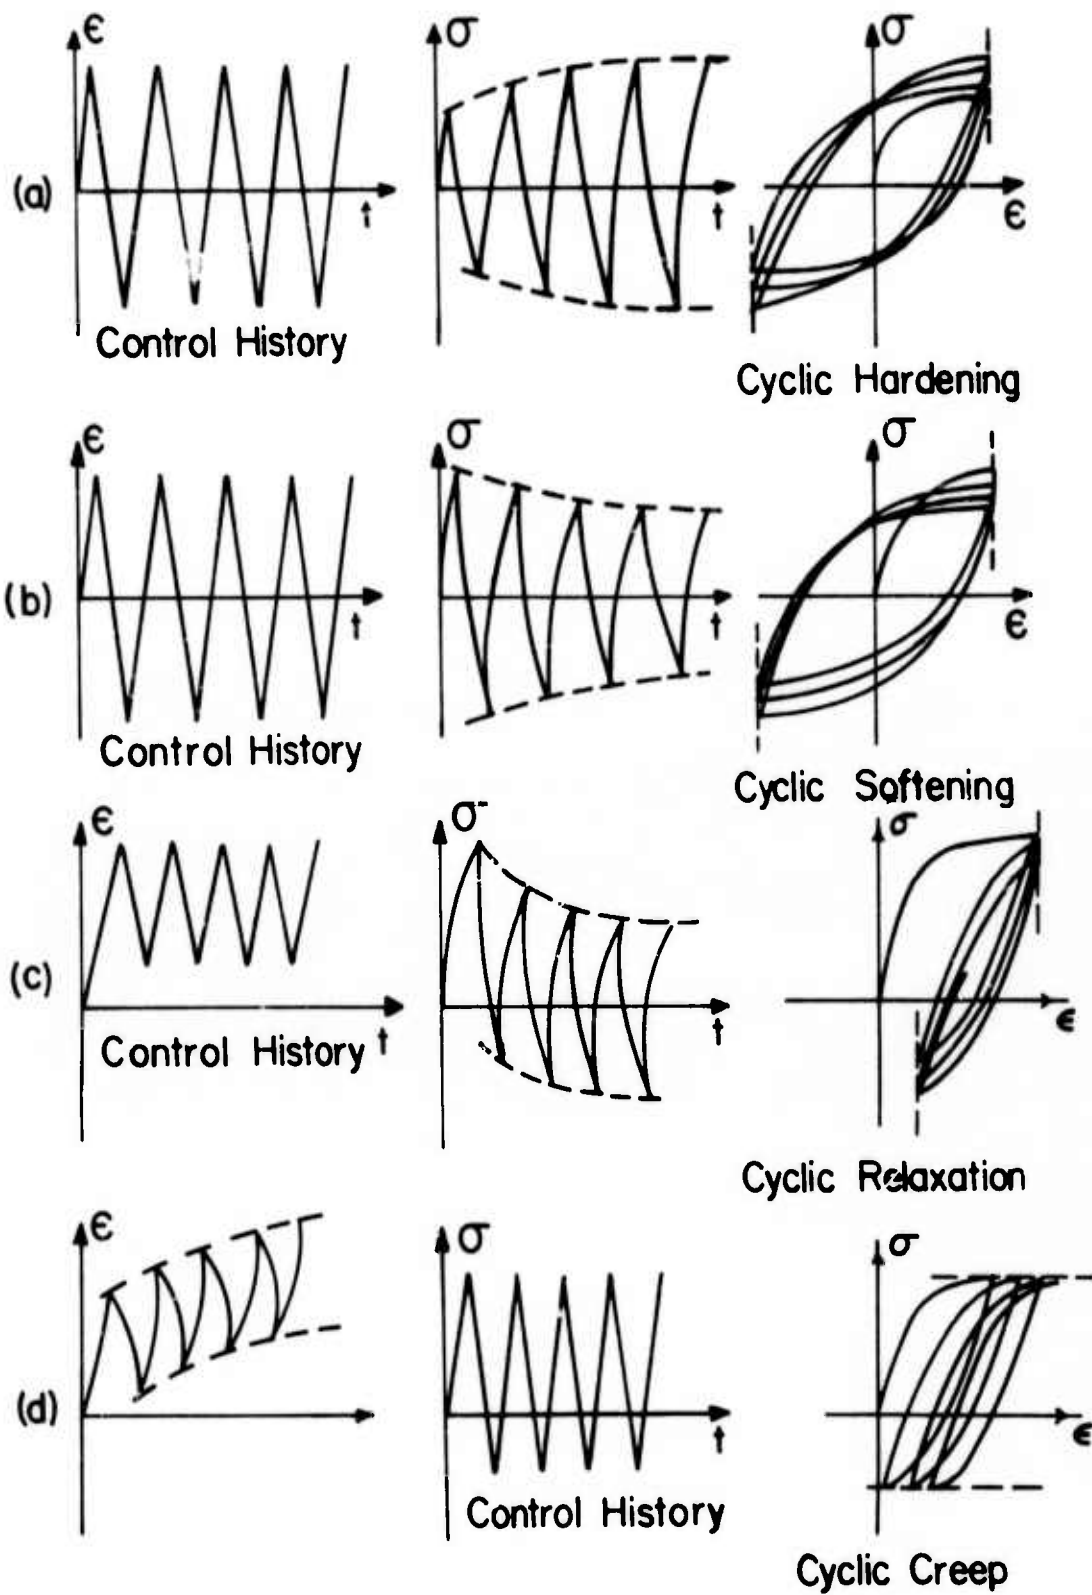 (a)
ϵ
t
Control History
σ
t
σ
ϵ
Cyclic Hardening
(b)
ϵ
t
Control History
σ
t
σ
ϵ
Cyclic Softening
(c)
ϵ
t
Control History
σ
t
σ
ϵ
Cyclic Relaxation
(d)
ϵ
σ
t
Control History
σ
ϵ
Cyclic Creep